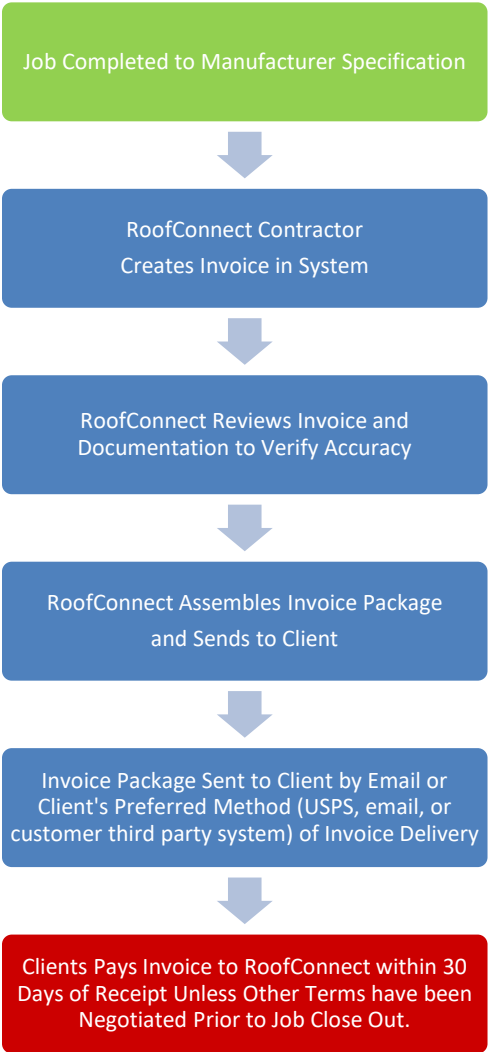 Job Completed to Manufacturer Specification
RoofConnect Contractor
Creates Invoice in System
RoofConnect Reviews Invoice and
Documentation to Verify Accuracy
RoofConnect Assembles Invoice Package
and Sends to Client
Invoice Package Sent to Client by Email or
Client's Preferred Method (USPS, email, or
customer third party system) of Invoice Delivery
Clients Pays Invoice to RoofConnect within 30
Days of Receipt Unless Other Terms have been
Negotiated Prior to Job Close Out.